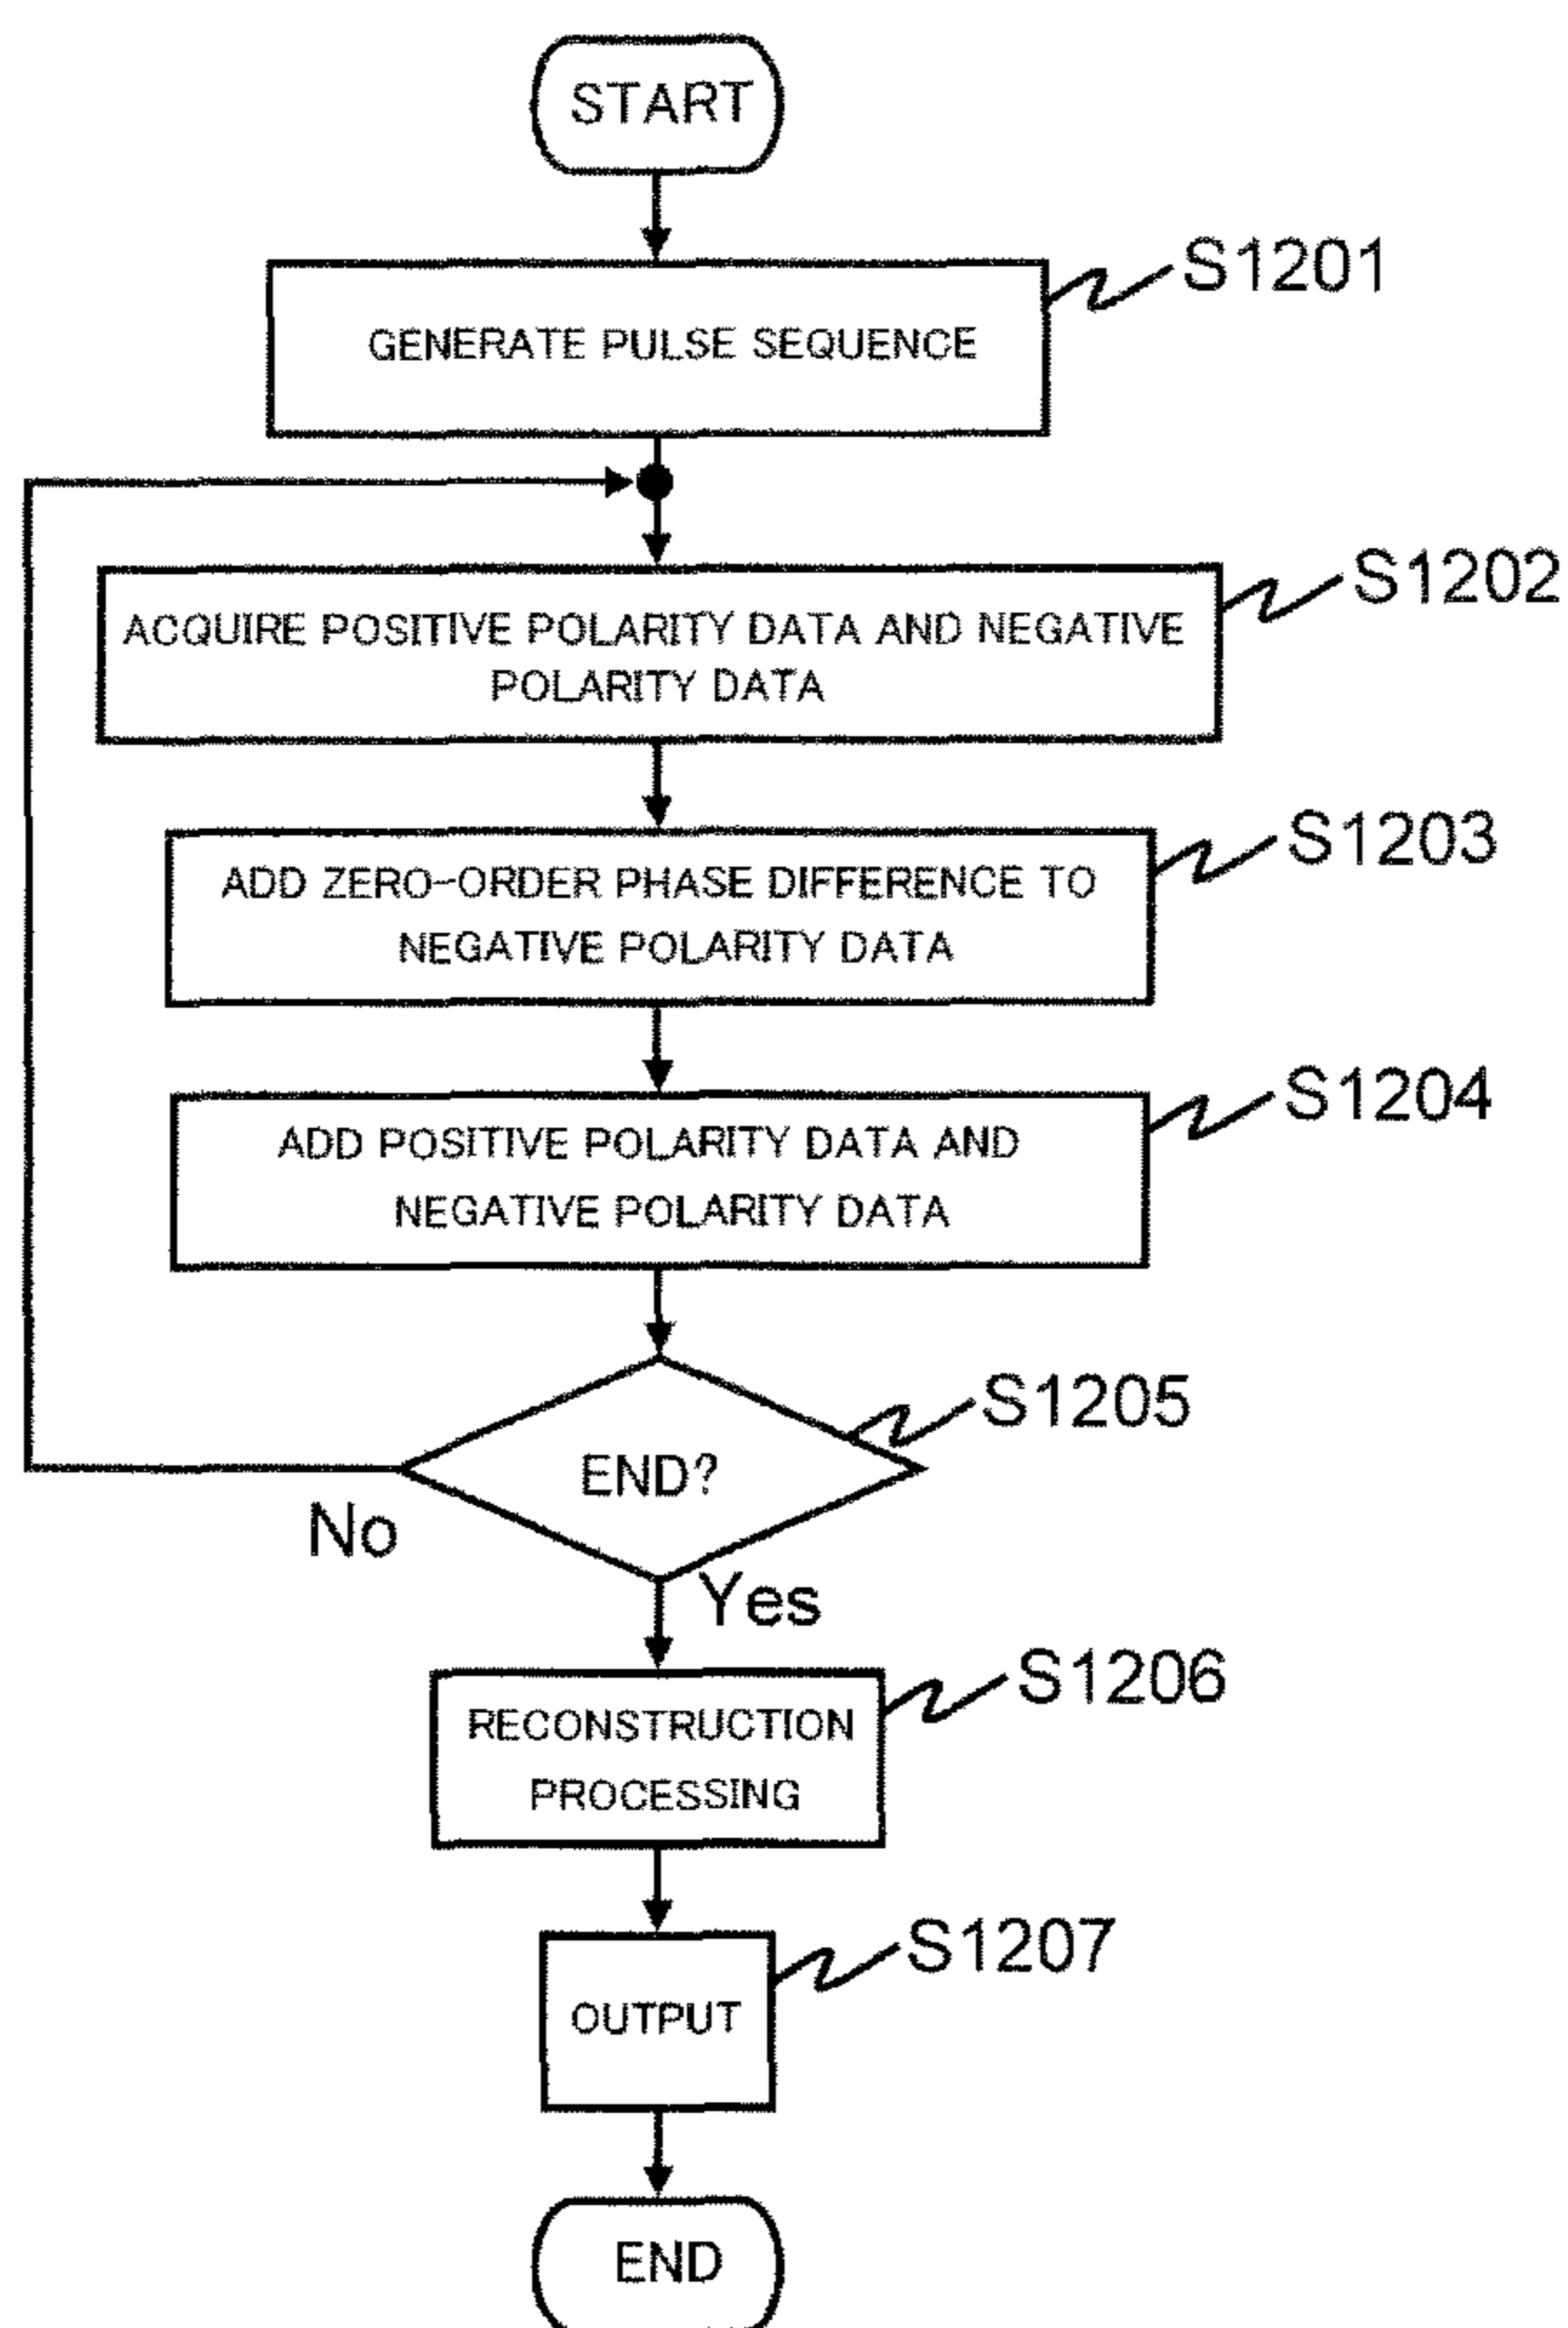 START
S1201
GENERATE PULSE SEQUENCE
S1202
ACQUIRE POSITIVE POLARITY DATA AND NEGATIVE
POLARITY DATA
S1203
ADD ZERO-ORDER PHASE DIFFERENCE TO
NEGATIVE POLARITY DATA
S1204
ADD POSITIVE POLARITY DATA AND
NEGATIVE POLARITY DATA
S1205
END?
No
Yes
S1206
RECONSTRUCTION
PROCESSING
S1207
OUTPUT
END